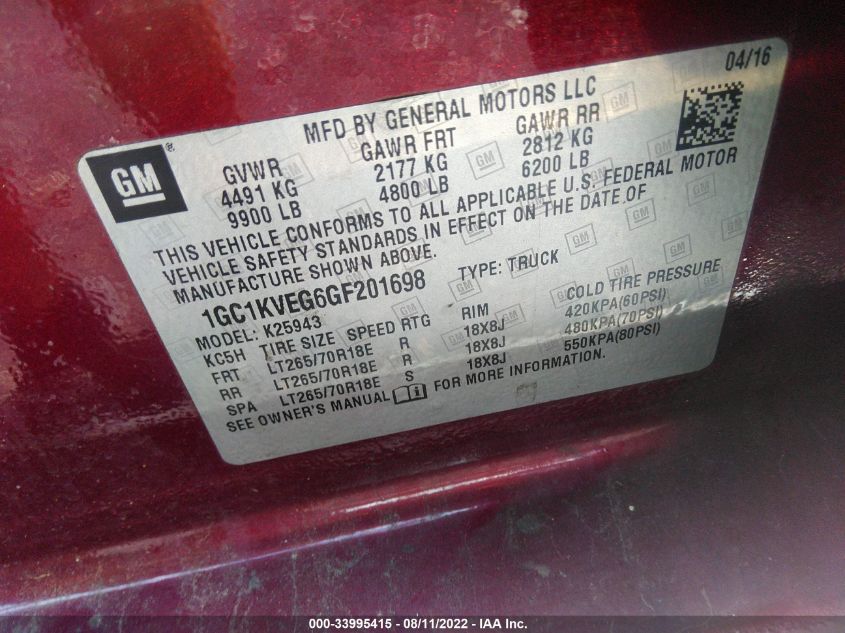 04/16
MFD BY GENERAL MOTORS LLC
GM
GVWR GAWR FRT GAWR RR
4491 KG 2177 KG 2812 KG
9900 LB 4800 LB 6200 LB
THIS VEHICLE CONFORMS TO ALL APPLICABLE U.S. FEDERAL MOTOR
VEHICLE SAFETY STANDARDS IN EFFECT ON THE DATE OF
MANUFACTURE SHOWN ABOVE.
1GC1KVEG6GF201698 TYPE: TRUCK
MODEL: K25943
KC5H TIRE SIZE SPEED RTG RIM COLD TIRE PRESSURE
FRT LT265/70R18E R 18X8J 420KPA(60PSI)
RR LT265/70R18E R 18X8J 480KPA(70PSI)
SPA LT265/70R18E S 18X8J 550KPA(80PSI)
SEE OWNER'S MANUAL FOR MORE INFORMATION.
000-33995415 - 08/11/2022 - IAA Inc.